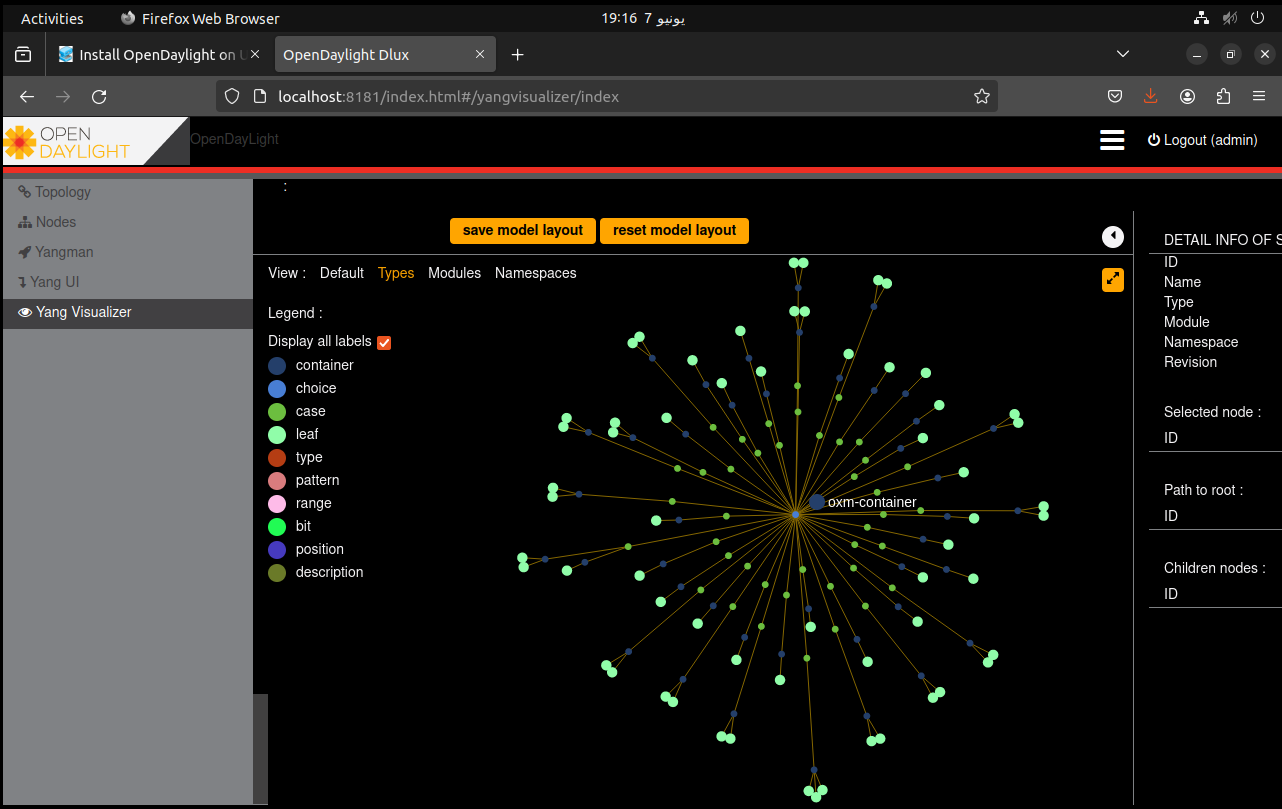 Activities
Firefox Web Browser
19:16 7 يونيو
Install OpenDaylight on U
OpenDaylight Dlux
localhost:8181/index.html#/yangvisualizer/index
OPEN
DAYLIGHT
OpenDayLight
Logout (admin)
Topology
Nodes
Yangman
Yang UI
Yang Visualizer
:
save model layout
reset model layout
View : Default Types Modules Namespaces
Legend :
Display all labels
container
choice
case
leaf
type
pattern
range
bit
position
description
oxm-container
DETAIL INFO OF S
ID
Name
Type
Module
Namespace
Revision
Selected node :
ID
Path to root :
ID
Children nodes :
ID